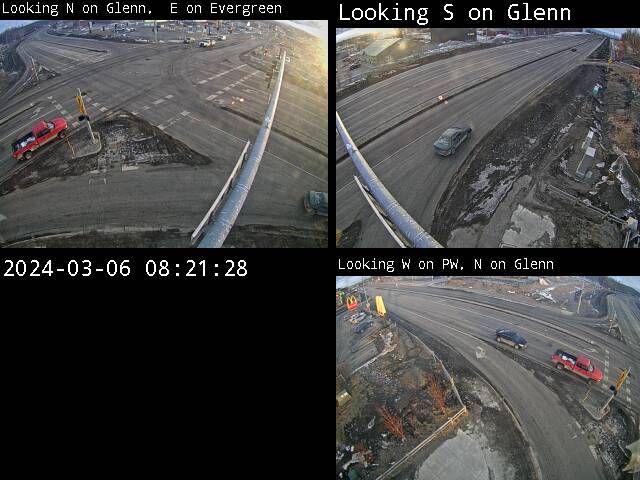 Looking N on Glenn,  E on Evergreen
Looking S on Glenn
2024-03-06 08:21:28
Looking W on PW, N on Glenn